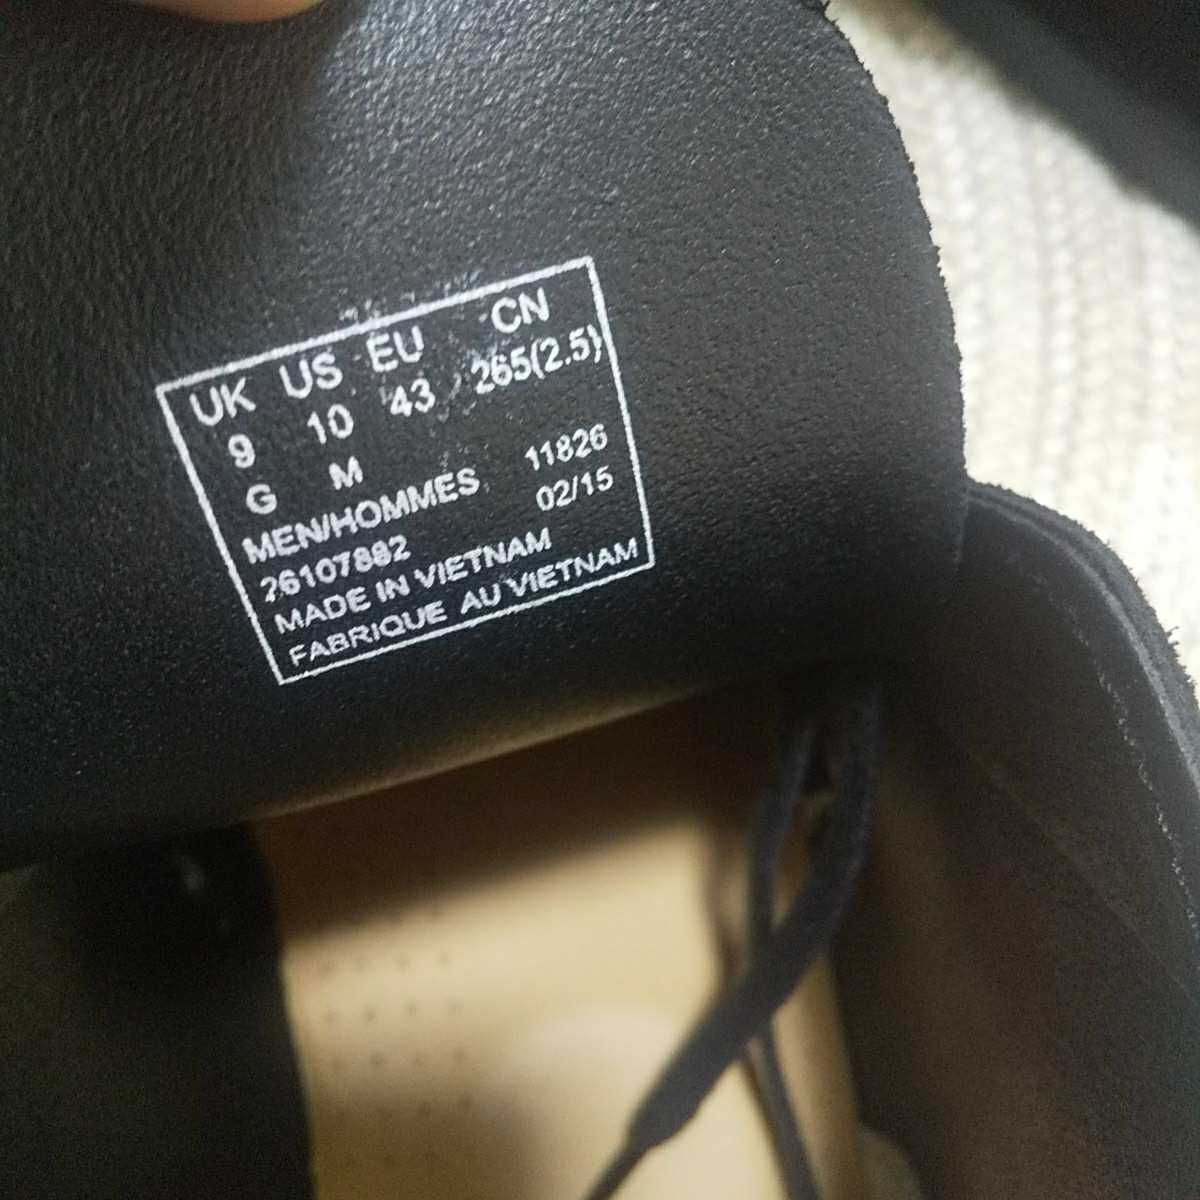 UK US EU CN
9 10 43 265(2.5)
G M
MEN/HOMMES 11826
26107882 02/15
MADE IN VIETNAM
FABRIQUE AU VIETNAM